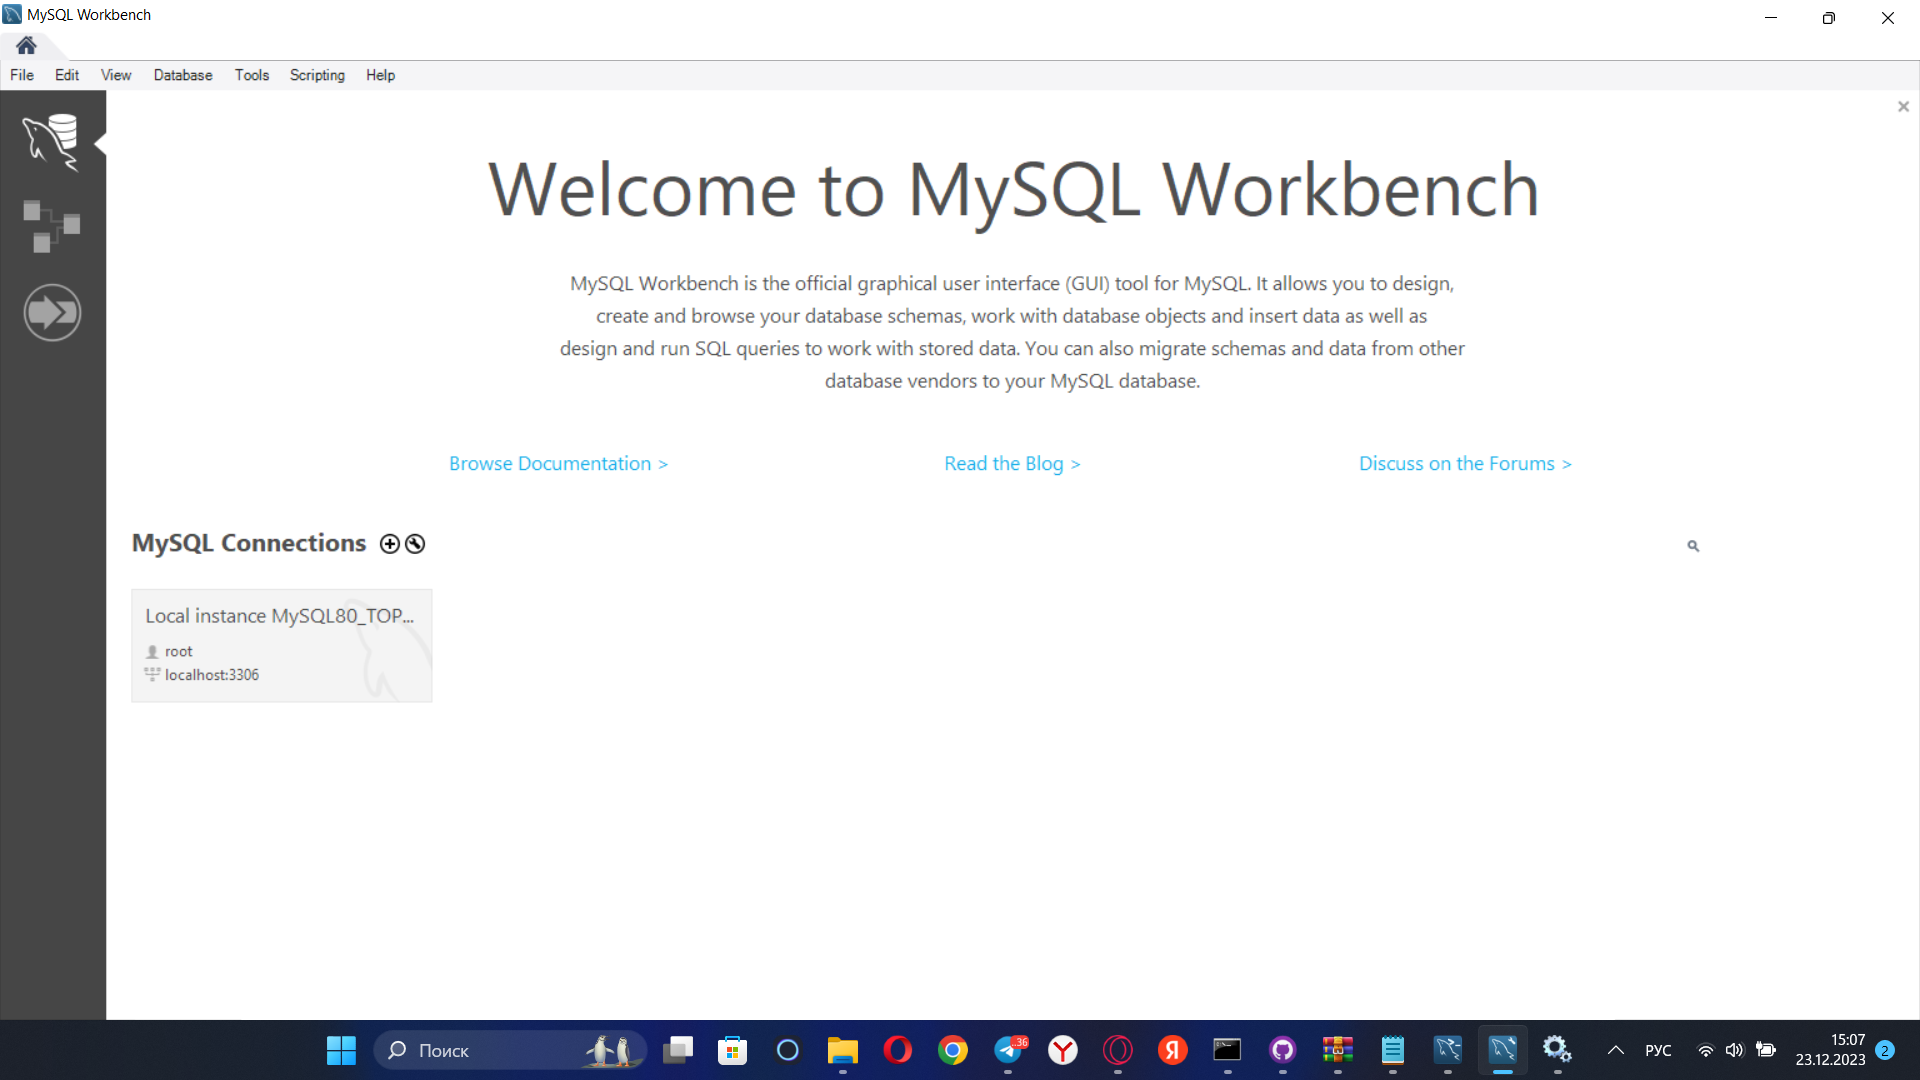 MySQL Workbench
File Edit View Database Tools Scripting Help
Welcome to MySQL Workbench
MySQL Workbench is the official graphical user interface (GUI) tool for MySQL. It allows you to design,
create and browse your database schemas, work with database objects and insert data as well as
design and run SQL queries to work with stored data. You can also migrate schemas and data from other
database vendors to your MySQL database.
Browse Documentation > Read the Blog > Discuss on the Forums >
MySQL Connections
Local instance MySQL80_TOP...
root
localhost:3306
Поиск
..36
РУС
15:07
23.12.2023
2